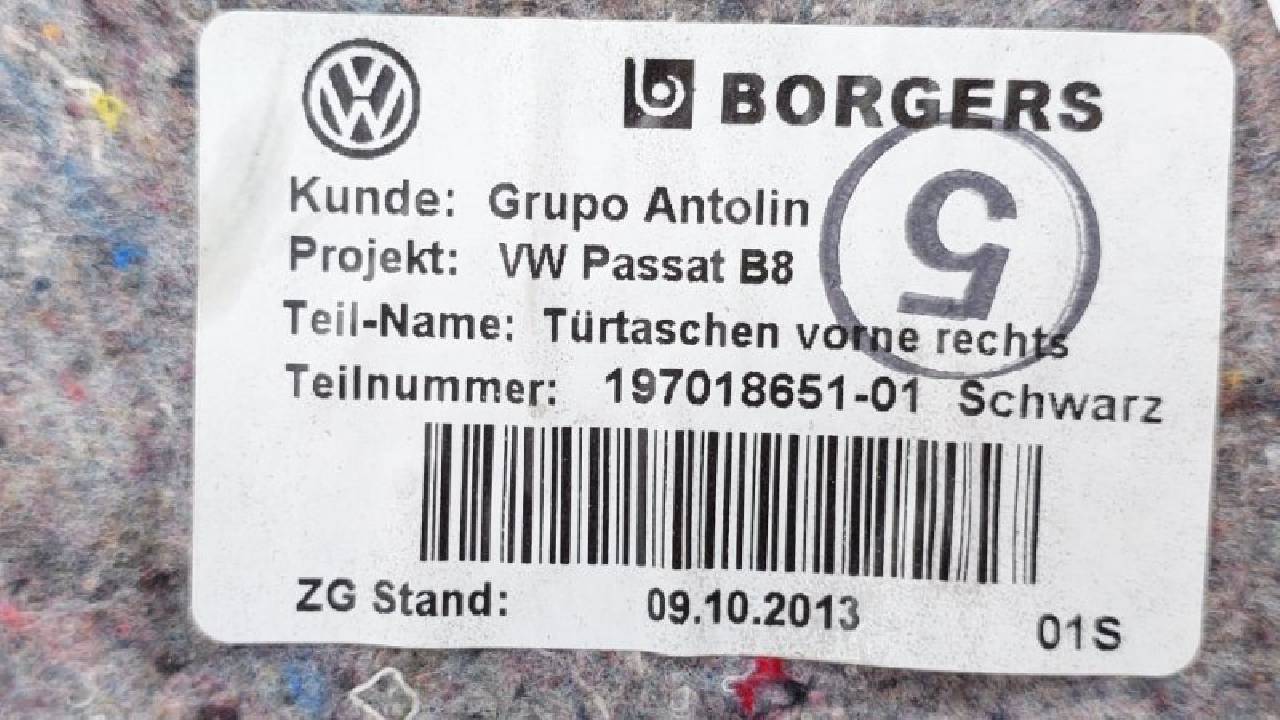 BORGERS
Kunde: Grupo Antolin
Projekt: VW Passat B8
Teil-Name: Türtaschen vorne rechts
Teilnummer: 197018651-01 Schwarz
5
ZG Stand: 09.10.2013
01S